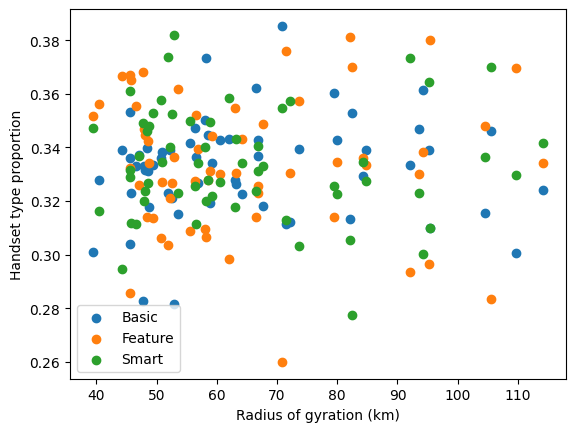 0.38
0.36
0.34
0.32
0.30
0.28
0.26
Handset type proportion
Basic
Feature
Smart
40 50 60 70 80 90 100 110
Radius of gyration (km)